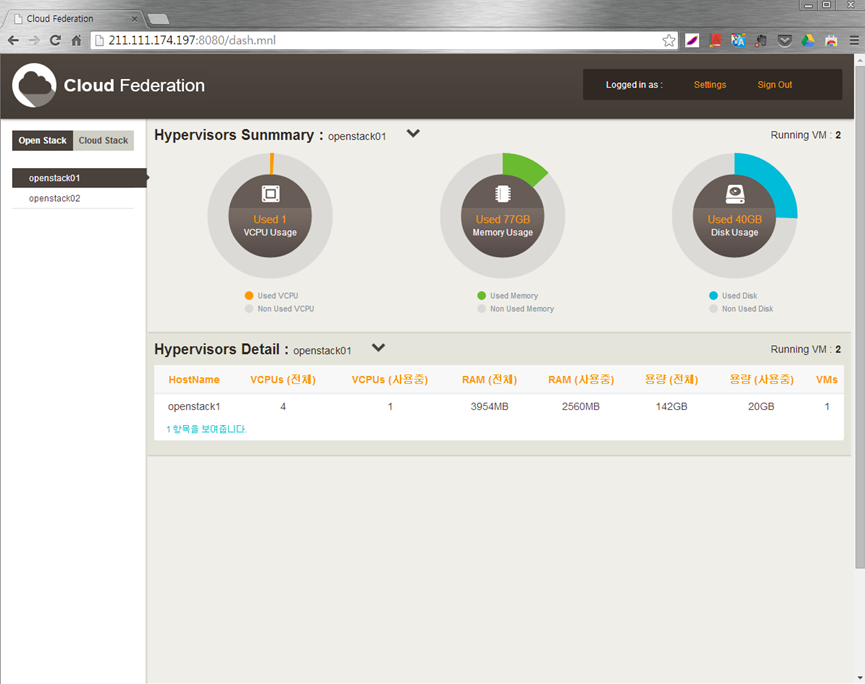 Cloud Federation
211.111.174.197:8080/dash.mnl
Cloud Federation
Logged in as : Settings Sign Out
Open Stack Cloud Stack
openstack01
openstack02
Hypervisors Sunmmary : openstack01
Running VM : 2
Used 1
VCPU Usage
Used VCPU
Non Used VCPU
Used 77GB
Memory Usage
Used Memory
Non Used Memory
Used 40GB
Disk Usage
Used Disk
Non Used Disk
Hypervisors Detail : openstack01
Running VM : 2
HostName VCPUs (전체) VCPUs (사용중) RAM (전체) RAM (사용중)용량 (전체) 용량 (사용중) VMs
openstack1 4 1 3954MB 2560MB 142GB 20GB 1
1 항목을 보여줍니다.